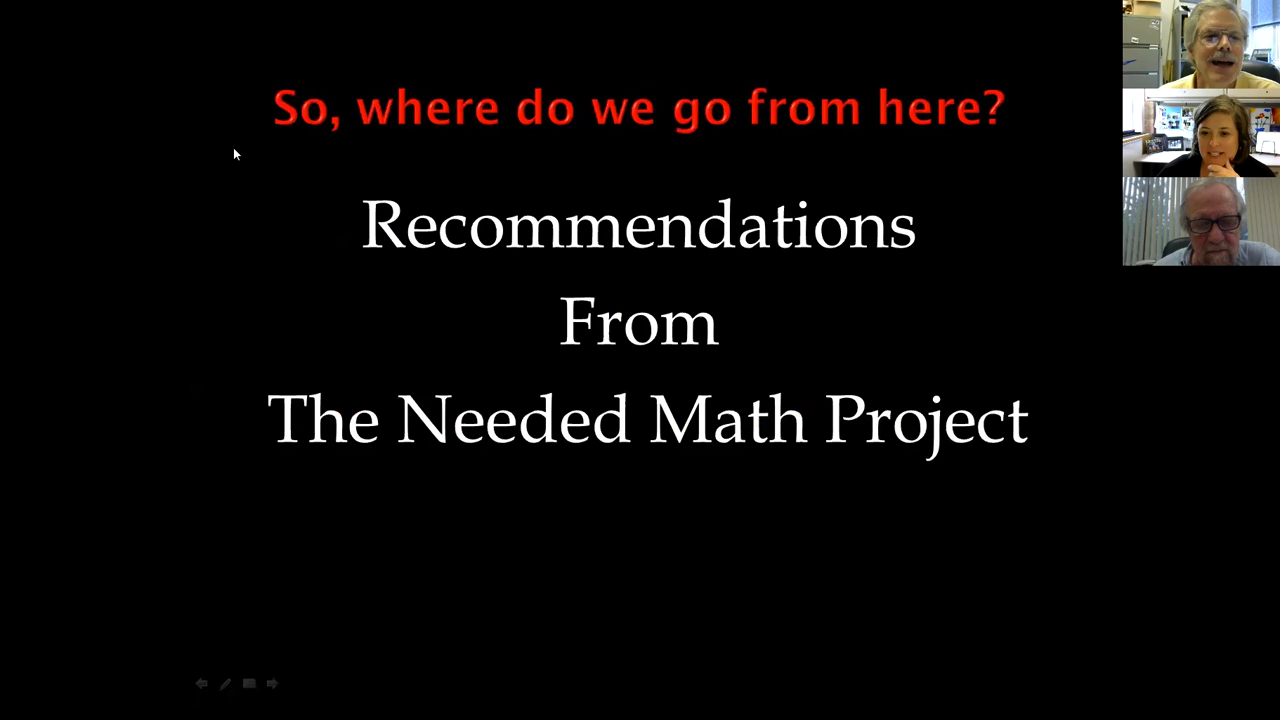 So, where do we go from here?
Recommendations
From
The Needed Math Project